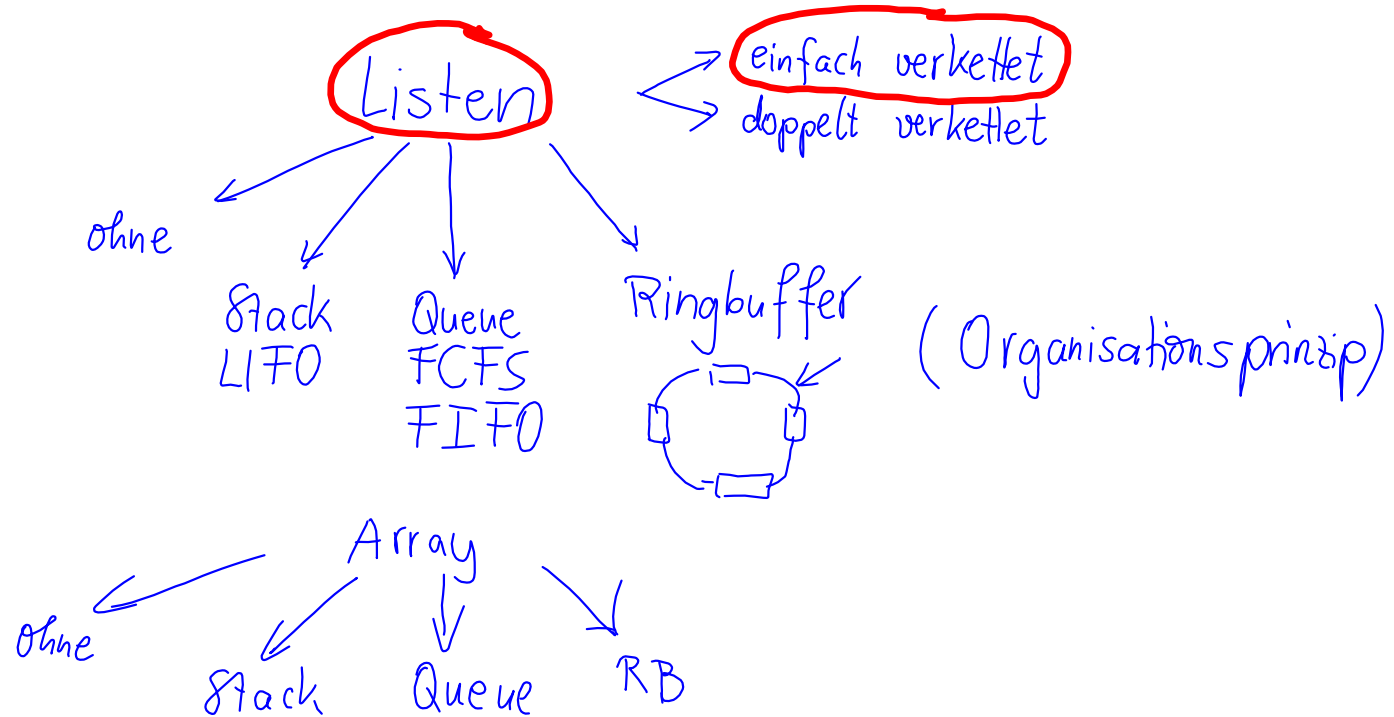 Listen
einfach verkettet
doppelt verkettet
ohne
Stack
LIFO
Queue
FCFS
FIFO
Ringbuffer
(Organisationsprinzip)
Array
ohne
Stack
Queue
RB